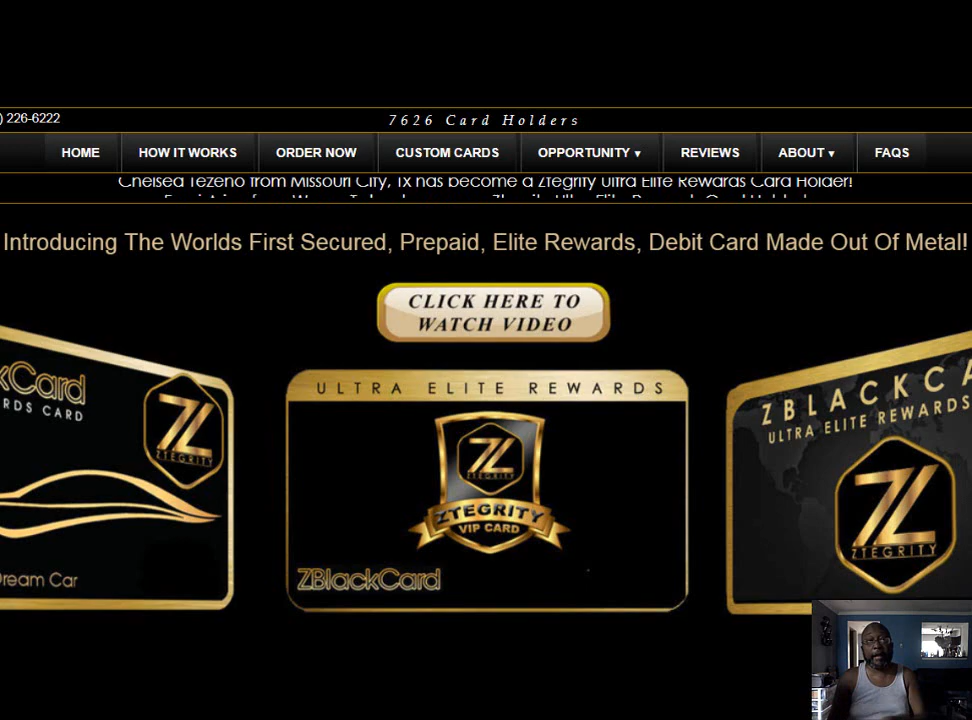 ) 226-6222
7626 Card Holders
HOME HOW IT WORKS ORDER NOW CUSTOM CARDS OPPORTUNITY ▾ REVIEWS ABOUT ▾ FAQS
Chelsea Tezeno from Missouri City, Tx has become a Ztegrity Ultra Elite Rewards Card Holder!
Introducing The Worlds First Secured, Prepaid, Elite Rewards, Debit Card Made Out Of Metal!
CLICK HERE TO
WATCH VIDEO
kCard
RDS CARD
ZTEGRITY
Dream Car
ULTRA ELITE REWARDS
ZTEGRITY
ZTEGRITY
VIP CARD
ZBlackCard
ZBLACKCA
ULTRA ELITE REWARDS
ZTEGRITY